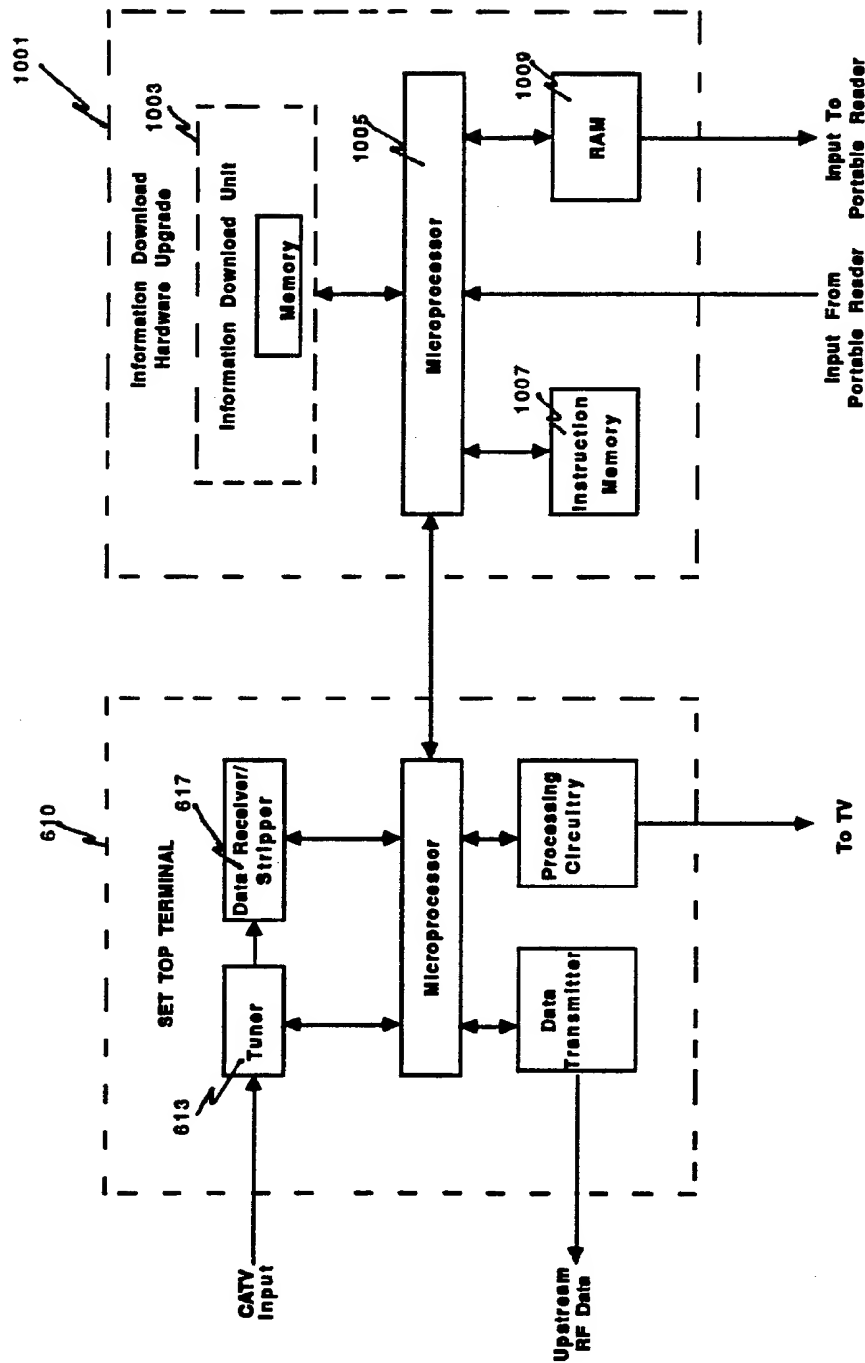 610
SET TOP TERMINAL
613
Tuner
617
Data Receiver/
Stripper
CATV
Input
Microprocessor
Data
Transmitter
Processing
Circuitry
Upstream
RF Data
To TV
1001
Information Download
Hardware Upgrade
1003
Information Download Unit
Memory
1005
Microprocessor
1007
Instruction
Memory
1009
RAM
Input From
Portable Reader
Input To
Portable Reader